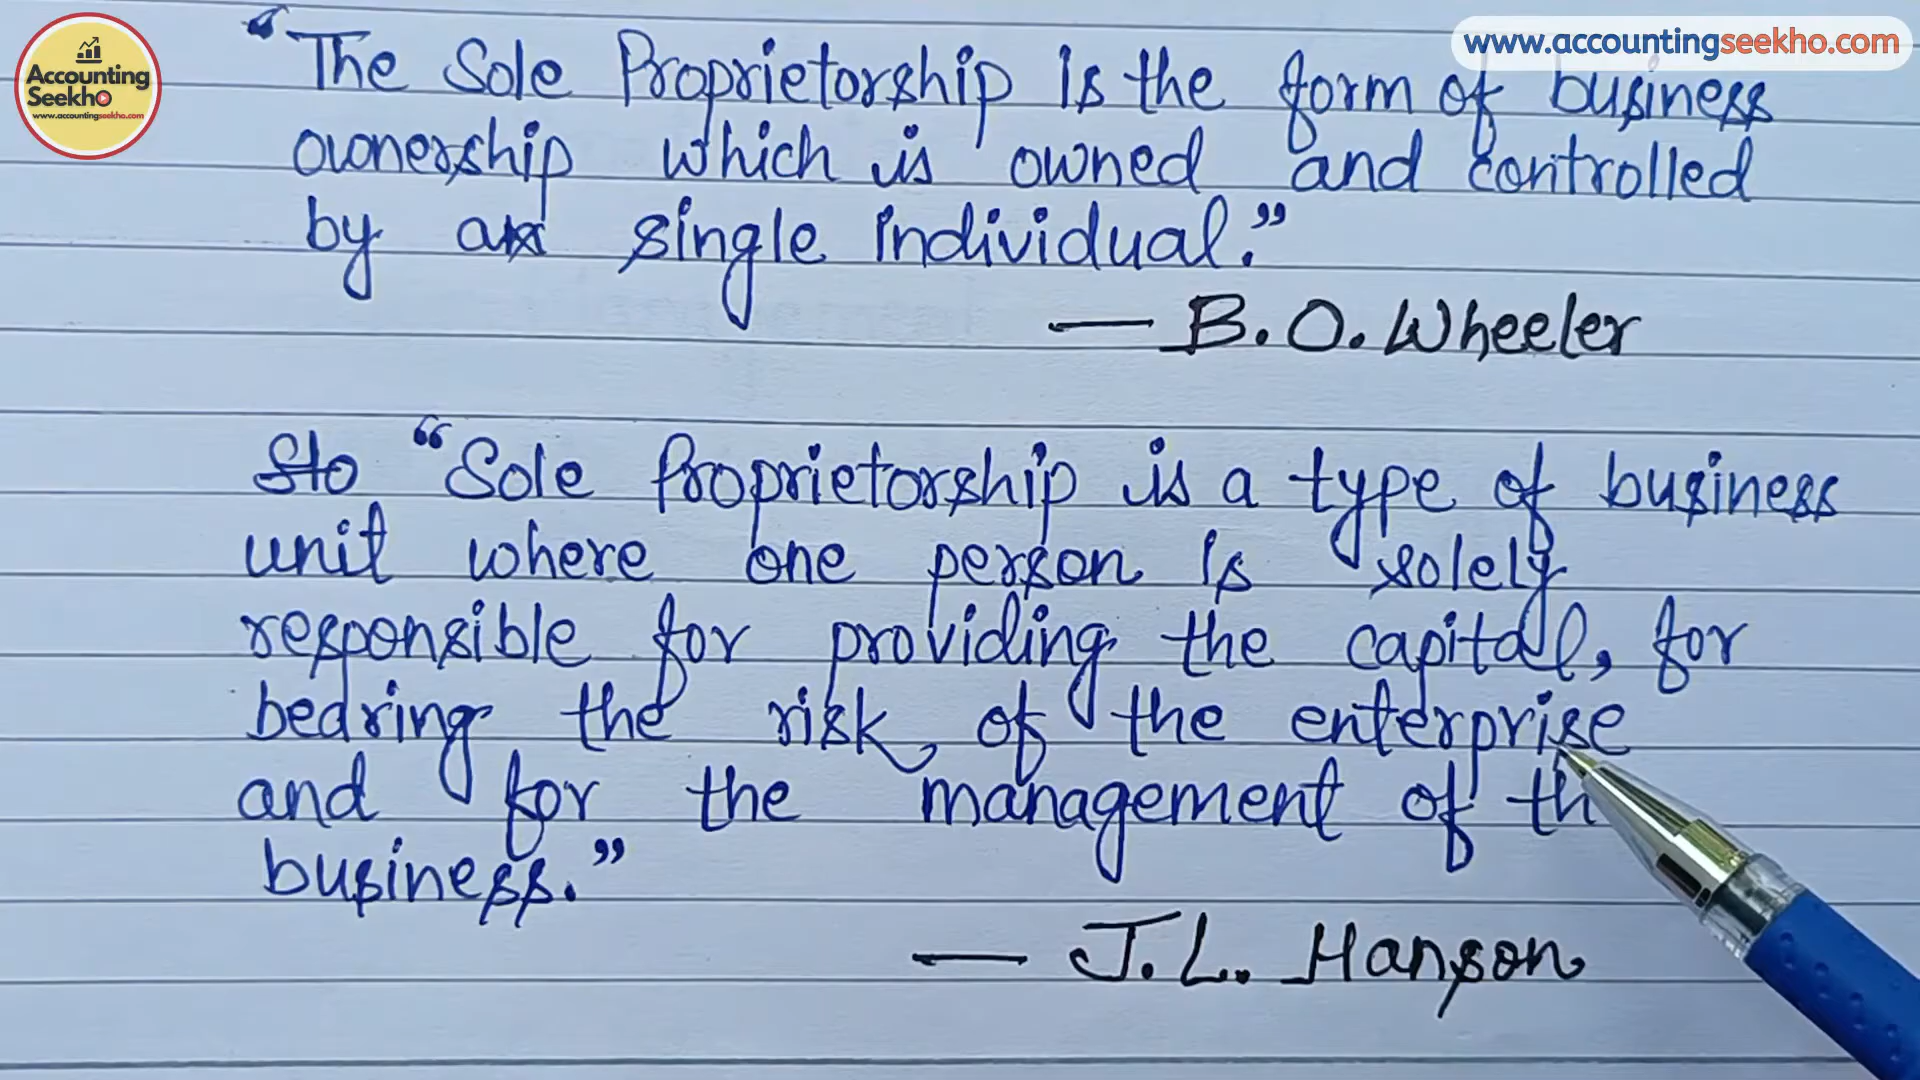 Accounting
Seekho
www.accountingseekho.com
www.accountingseekho.com
“The Sole Proprietorship is the form of business
ownership which is owned and controlled
by a single individual.”
— B. O. Wheeler
“Sole Proprietorship is a type of business
unit where one person is solely
responsible for providing the capital, for
bearing the risk, of the enterprise
and for the management of th
business.”
— J. L. Hanson